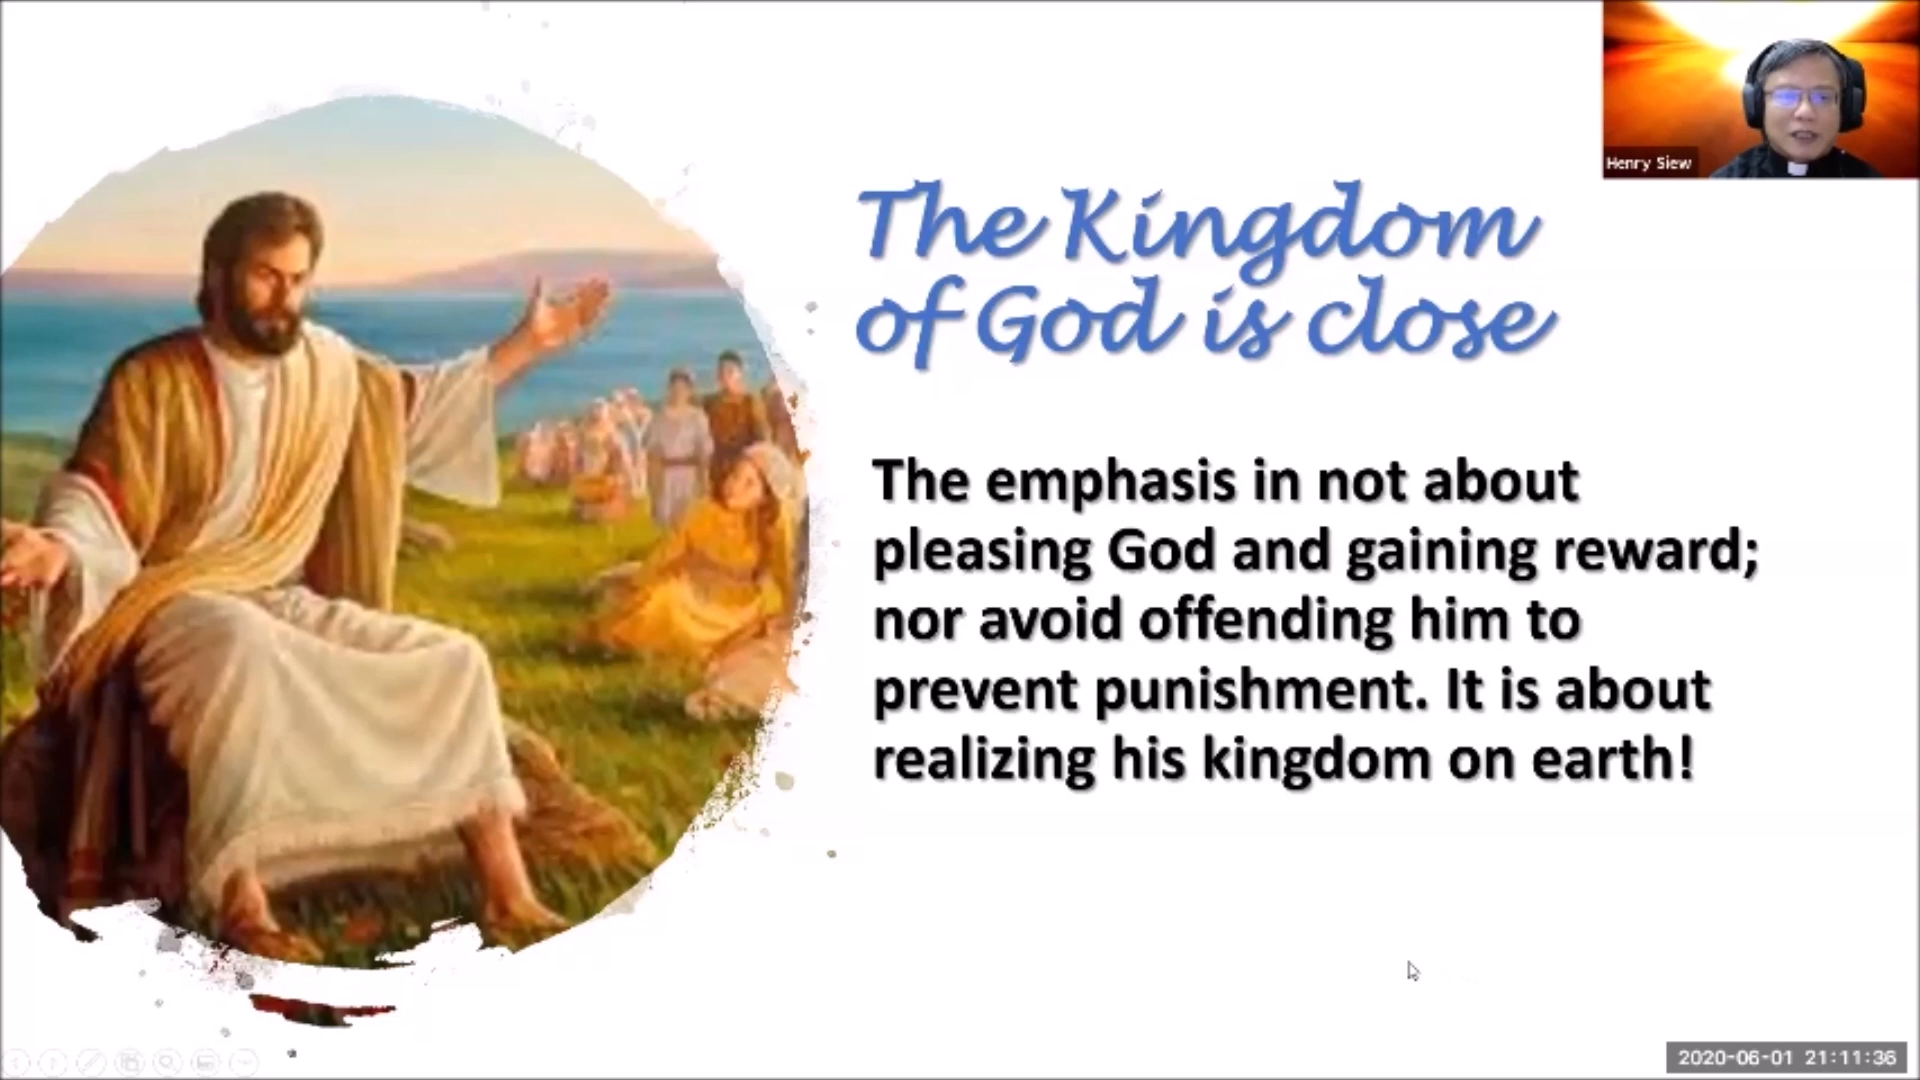 Henry Siew
The Kingdom
of God is close
The emphasis in not about
pleasing God and gaining reward;
nor avoid offending him to
prevent punishment. It is about
realizing his kingdom on earth!
2020-06-01 21:11:36